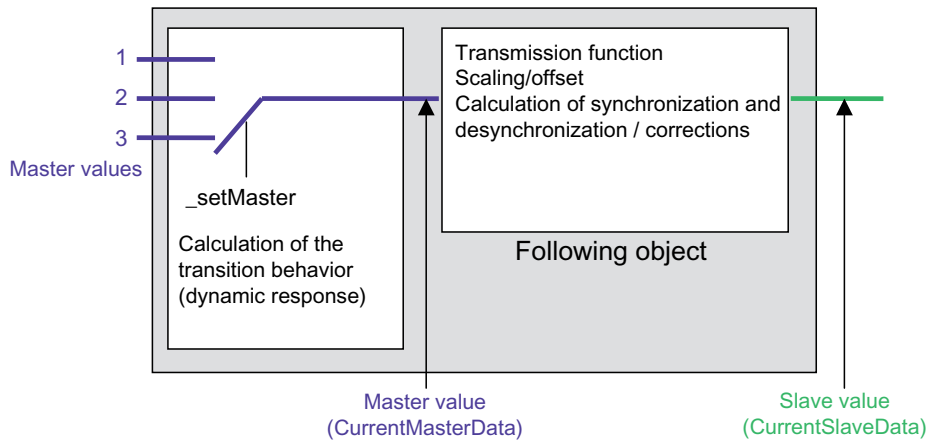 1
2
3
Master values
_setMaster
Calculation of the
transition behavior
(dynamic response)
Transmission function
Scaling/offset
Calculation of synchronization and
desynchronization / corrections
Following object
Master value
(CurrentMasterData)
Slave value
(CurrentSlaveData)